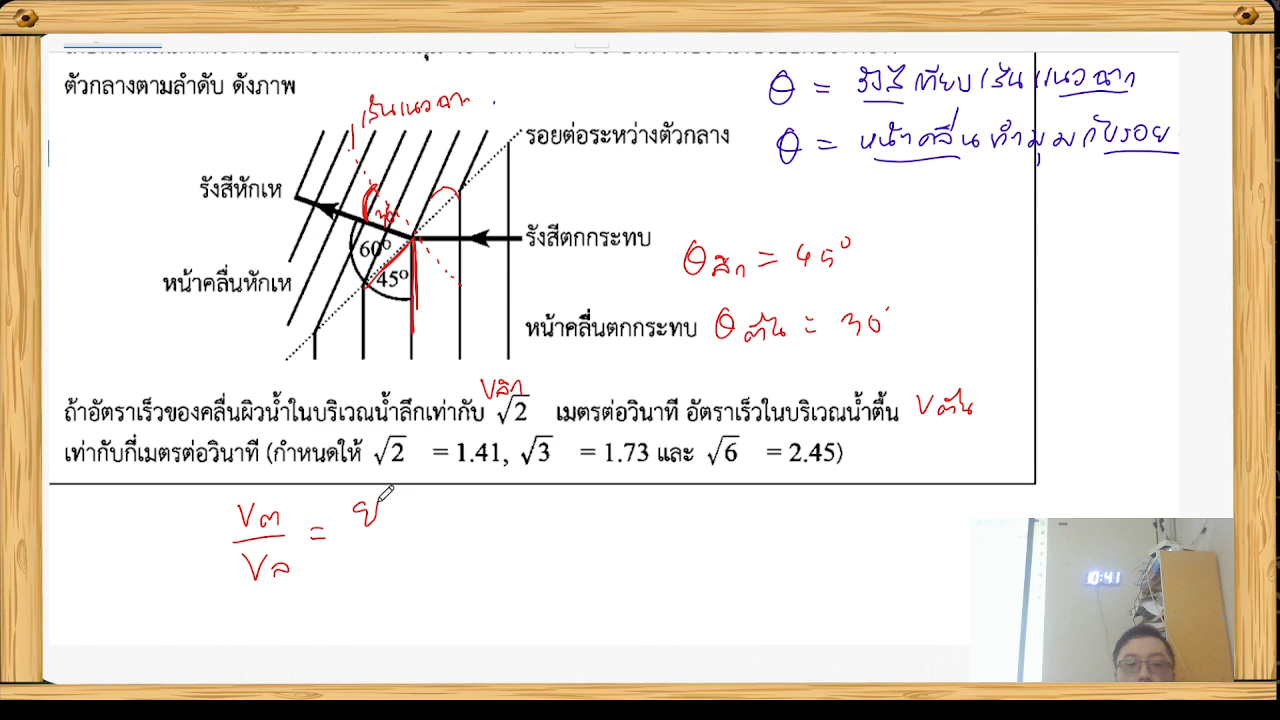 ตัวกลางตามลำดับ ดังภาพ
θ = รังสีเทียบเส้นแนวฉาก
θ = หน้าคลื่นทำมุมกับรอย
เส้นแนวฉาก
รอยต่อระหว่างตัวกลาง
รังสีหักเห
30°
60°
รังสีตกกระทบ
45°
θลึก = 45°
หน้าคลื่นหักเห
หน้าคลื่นตกกระทบ
θตื้น = 30°
Vลึก
ถ้าอัตราเร็วของคลื่นผิวน้ำในบริเวณน้ำลึกเท่ากับ √2 เมตรต่อวินาที อัตราเร็วในบริเวณน้ำตื้น
Vตื้น
เท่ากับกี่เมตรต่อวินาที (กำหนดให้ √2 = 1.41, √3 = 1.73 และ √6 = 2.45)
Vต / Vล =
10:41